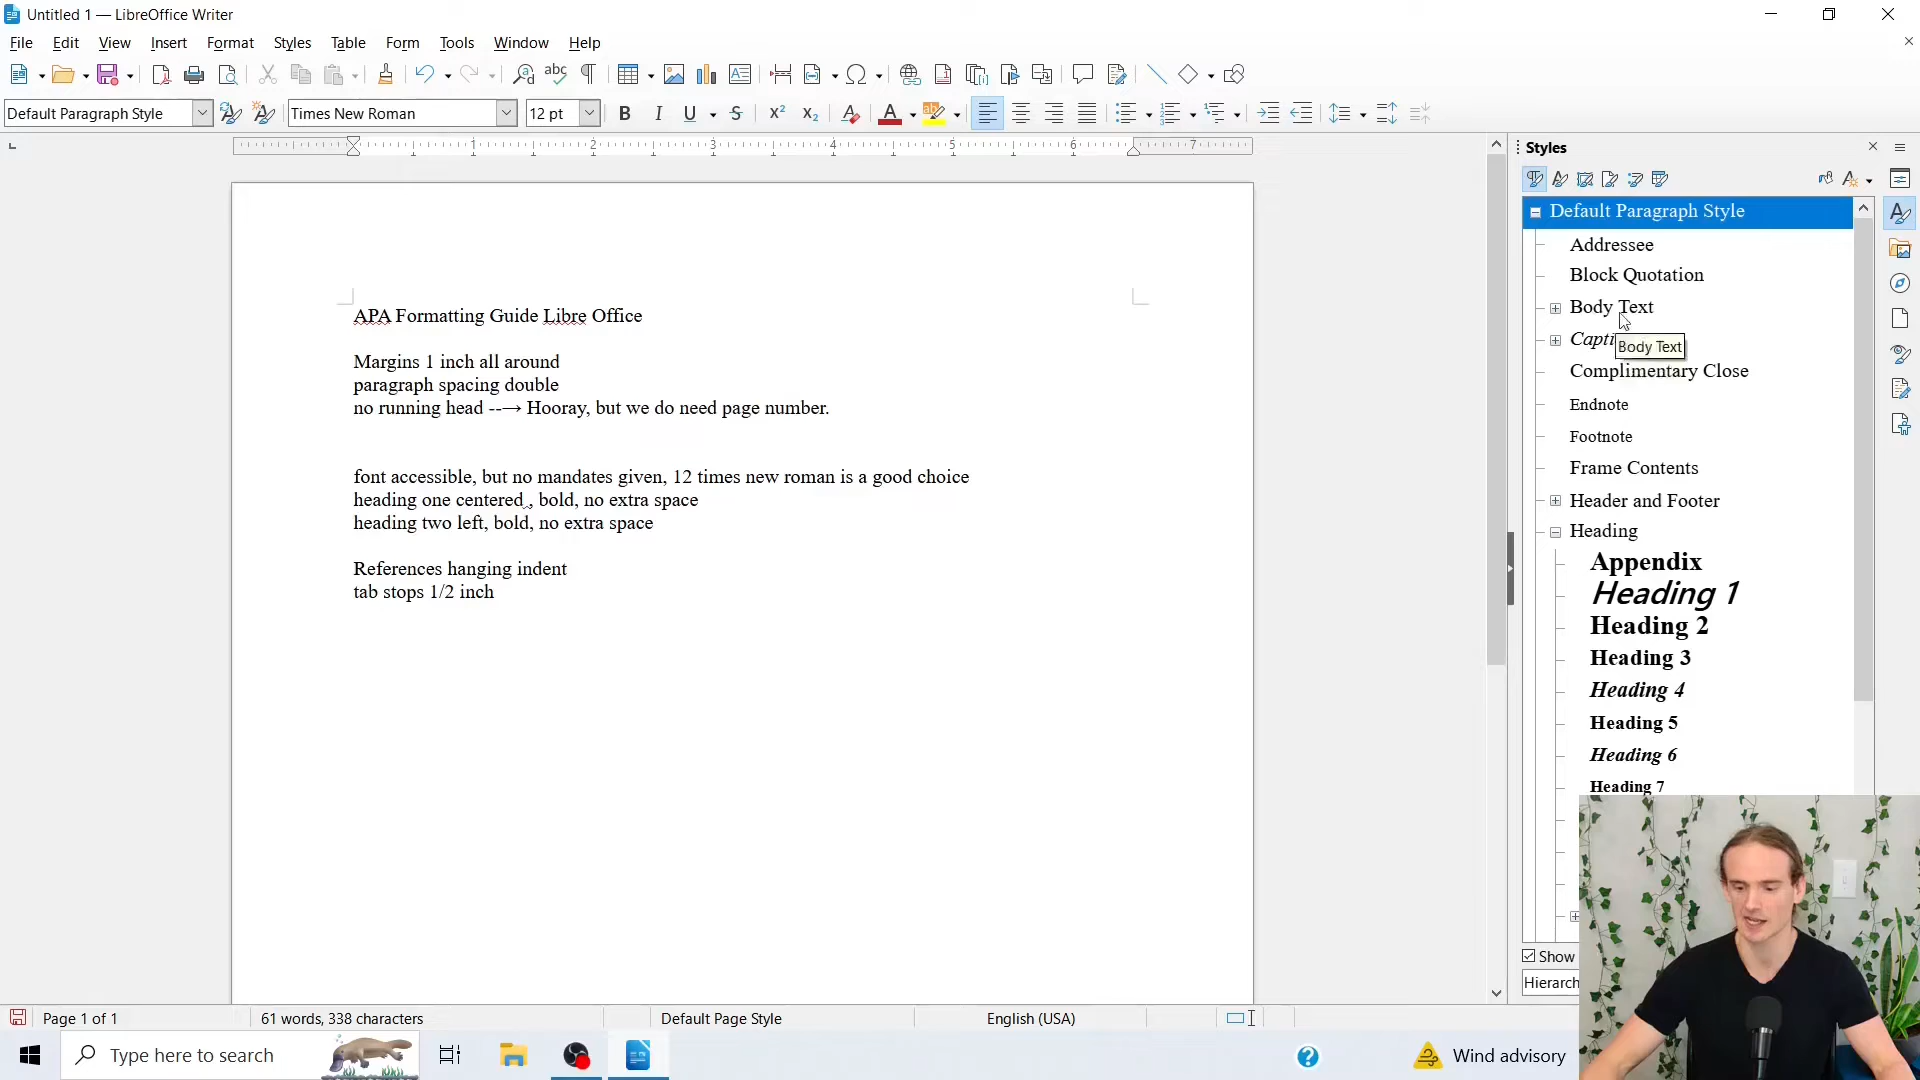 Untitled 1 — LibreOffice Writer
File Edit View Insert Format Styles Table Form Tools Window Help
Default Paragraph Style Times New Roman 12 pt
1 2 3 4 5 6 7
Styles
Default Paragraph Style
Addressee
Block Quotation
Body Text
Capti
Body Text
Complimentary Close
Endnote
Footnote
Frame Contents
Header and Footer
Heading
Appendix
Heading 1
Heading 2
Heading 3
Heading 4
Heading 5
Heading 6
Heading 7
Show
Hierarch
APA Formatting Guide Libre Office
Margins 1 inch all around
paragraph spacing double
no running head --→ Hooray, but we do need page number.
font accessible, but no mandates given, 12 times new roman is a good choice
heading one centered , bold, no extra space
heading two left, bold, no extra space
References hanging indent
tab stops 1/2 inch
Page 1 of 1 61 words, 338 characters Default Page Style English (USA)
Type here to search Wind advisory